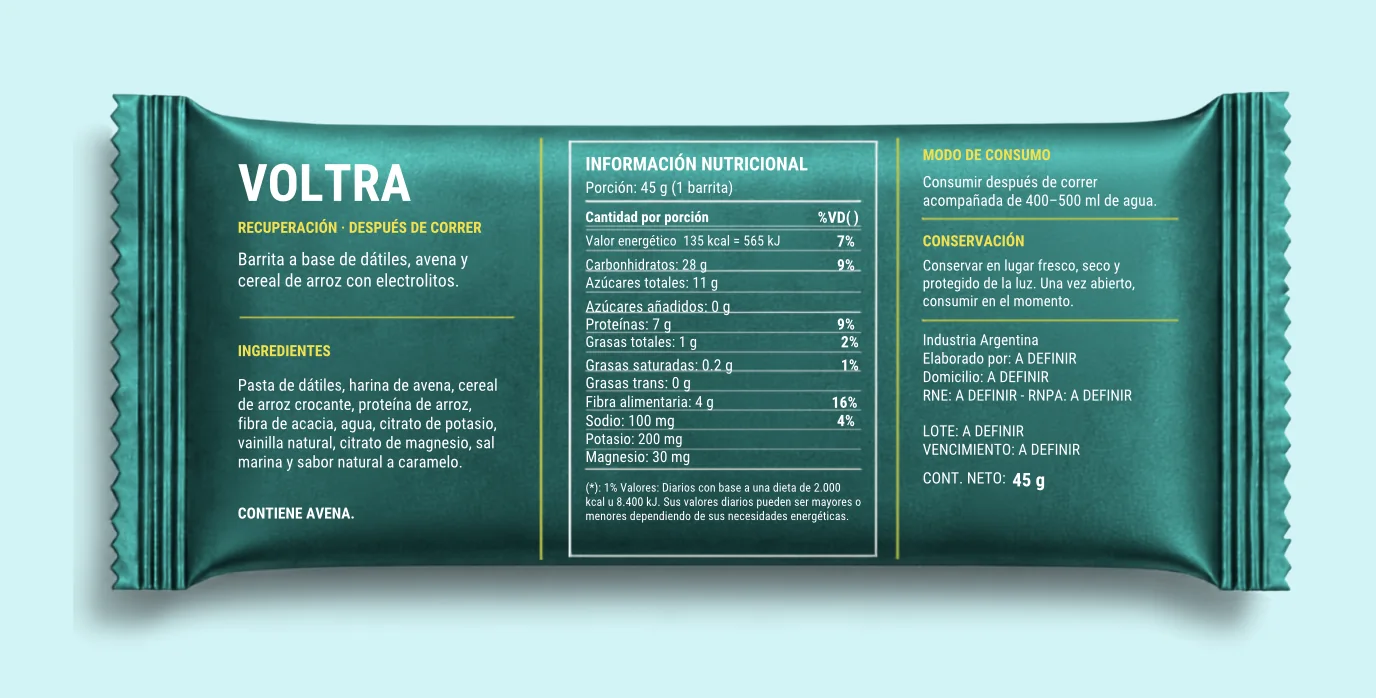 VOLTRA
RECUPERACIÓN · DESPUÉS DE CORRER
Barrita a base de dátiles, avena y
cereal de arroz con electrolitos.
INGREDIENTES
Pasta de dátiles, harina de avena, cereal
de arroz crocante, proteína de arroz,
fibra de acacia, agua, citrato de potasio,
vainilla natural, citrato de magnesio, sal
marina y sabor natural a caramelo.
CONTIENE AVENA.
INFORMACIÓN NUTRICIONAL
Porción: 45 g (1 barrita)
Cantidad por porción %VD( )
Valor energético 135 kcal = 565 kJ 7%
Carbonhidratos: 28 g 9%
Azúcares totales: 11 g
Azúcares añadidos: 0 g
Proteínas: 7 g 9%
Grasas totales: 1 g 2%
Grasas saturadas: 0.2 g 1%
Grasas trans: 0 g
Fibra alimentaria: 4 g 16%
Sodio: 100 mg 4%
Potasio: 200 mg
Magnesio: 30 mg
(*): 1% Valores: Diarios con base a una dieta de 2.000
kcal u 8.400 kJ. Sus valores diarios pueden ser mayores o
menores dependiendo de sus necesidades energéticas.
MODO DE CONSUMO
Consumir después de correr
acompañada de 400–500 ml de agua.
CONSERVACIÓN
Conservar en lugar fresco, seco y
protegido de la luz. Una vez abierto,
consumir en el momento.
Industria Argentina
Elaborado por: A DEFINIR
Domicilio: A DEFINIR
RNE: A DEFINIR - RNPA: A DEFINIR
LOTE: A DEFINIR
VENCIMIENTO: A DEFINIR
CONT. NETO: 45 g